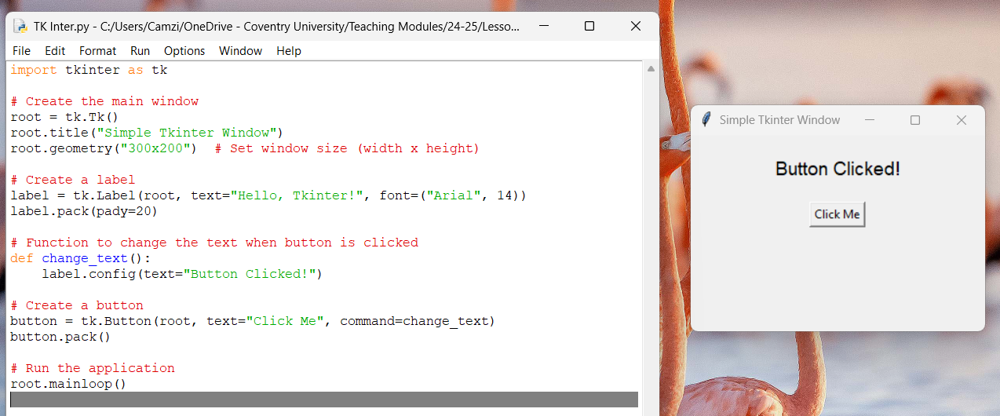 TK Inter.py - C:/Users/Camzi/OneDrive - Coventry University/Teaching Modules/24-25/Lesso...
File Edit Format Run Options Window Help
import tkinter as tk
# Create the main window
root = tk.Tk()
root.title("Simple Tkinter Window")
root.geometry("300x200")  # Set window size (width x height)
# Create a label
label = tk.Label(root, text="Hello, Tkinter!", font=("Arial", 14))
label.pack(pady=20)
# Function to change the text when button is clicked
def change_text():
    label.config(text="Button Clicked!")
# Create a button
button = tk.Button(root, text="Click Me", command=change_text)
button.pack()
# Run the application
root.mainloop()
Simple Tkinter Window
Button Clicked!
Click Me